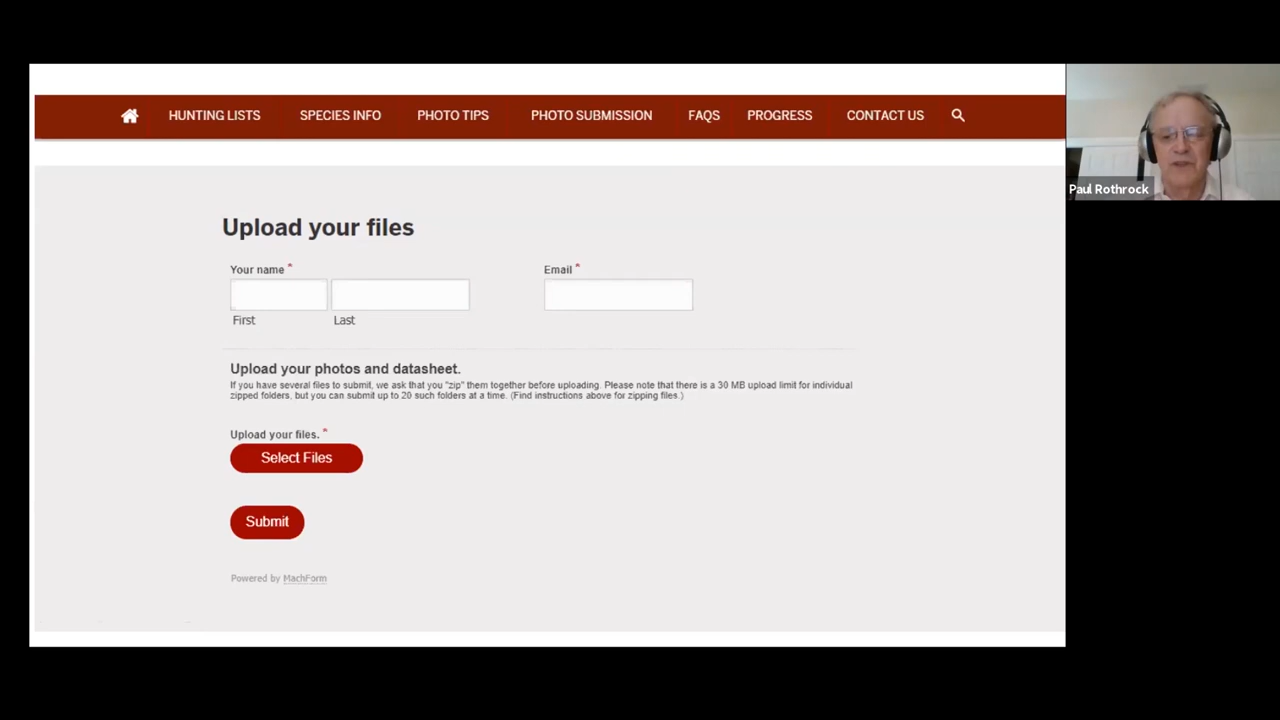 HUNTING LISTS SPECIES INFO PHOTO TIPS PHOTO SUBMISSION FAQS PROGRESS CONTACT US
Paul Rothrock
Upload your files
Your name * Email *
First Last
Upload your photos and datasheet.
If you have several files to submit, we ask that you "zip" them together before uploading. Please note that there is a 30 MB upload limit for individual
zipped folders, but you can submit up to 20 such folders at a time. (Find instructions above for zipping files.)
Upload your files. *
Select Files
Submit
Powered by MachForm